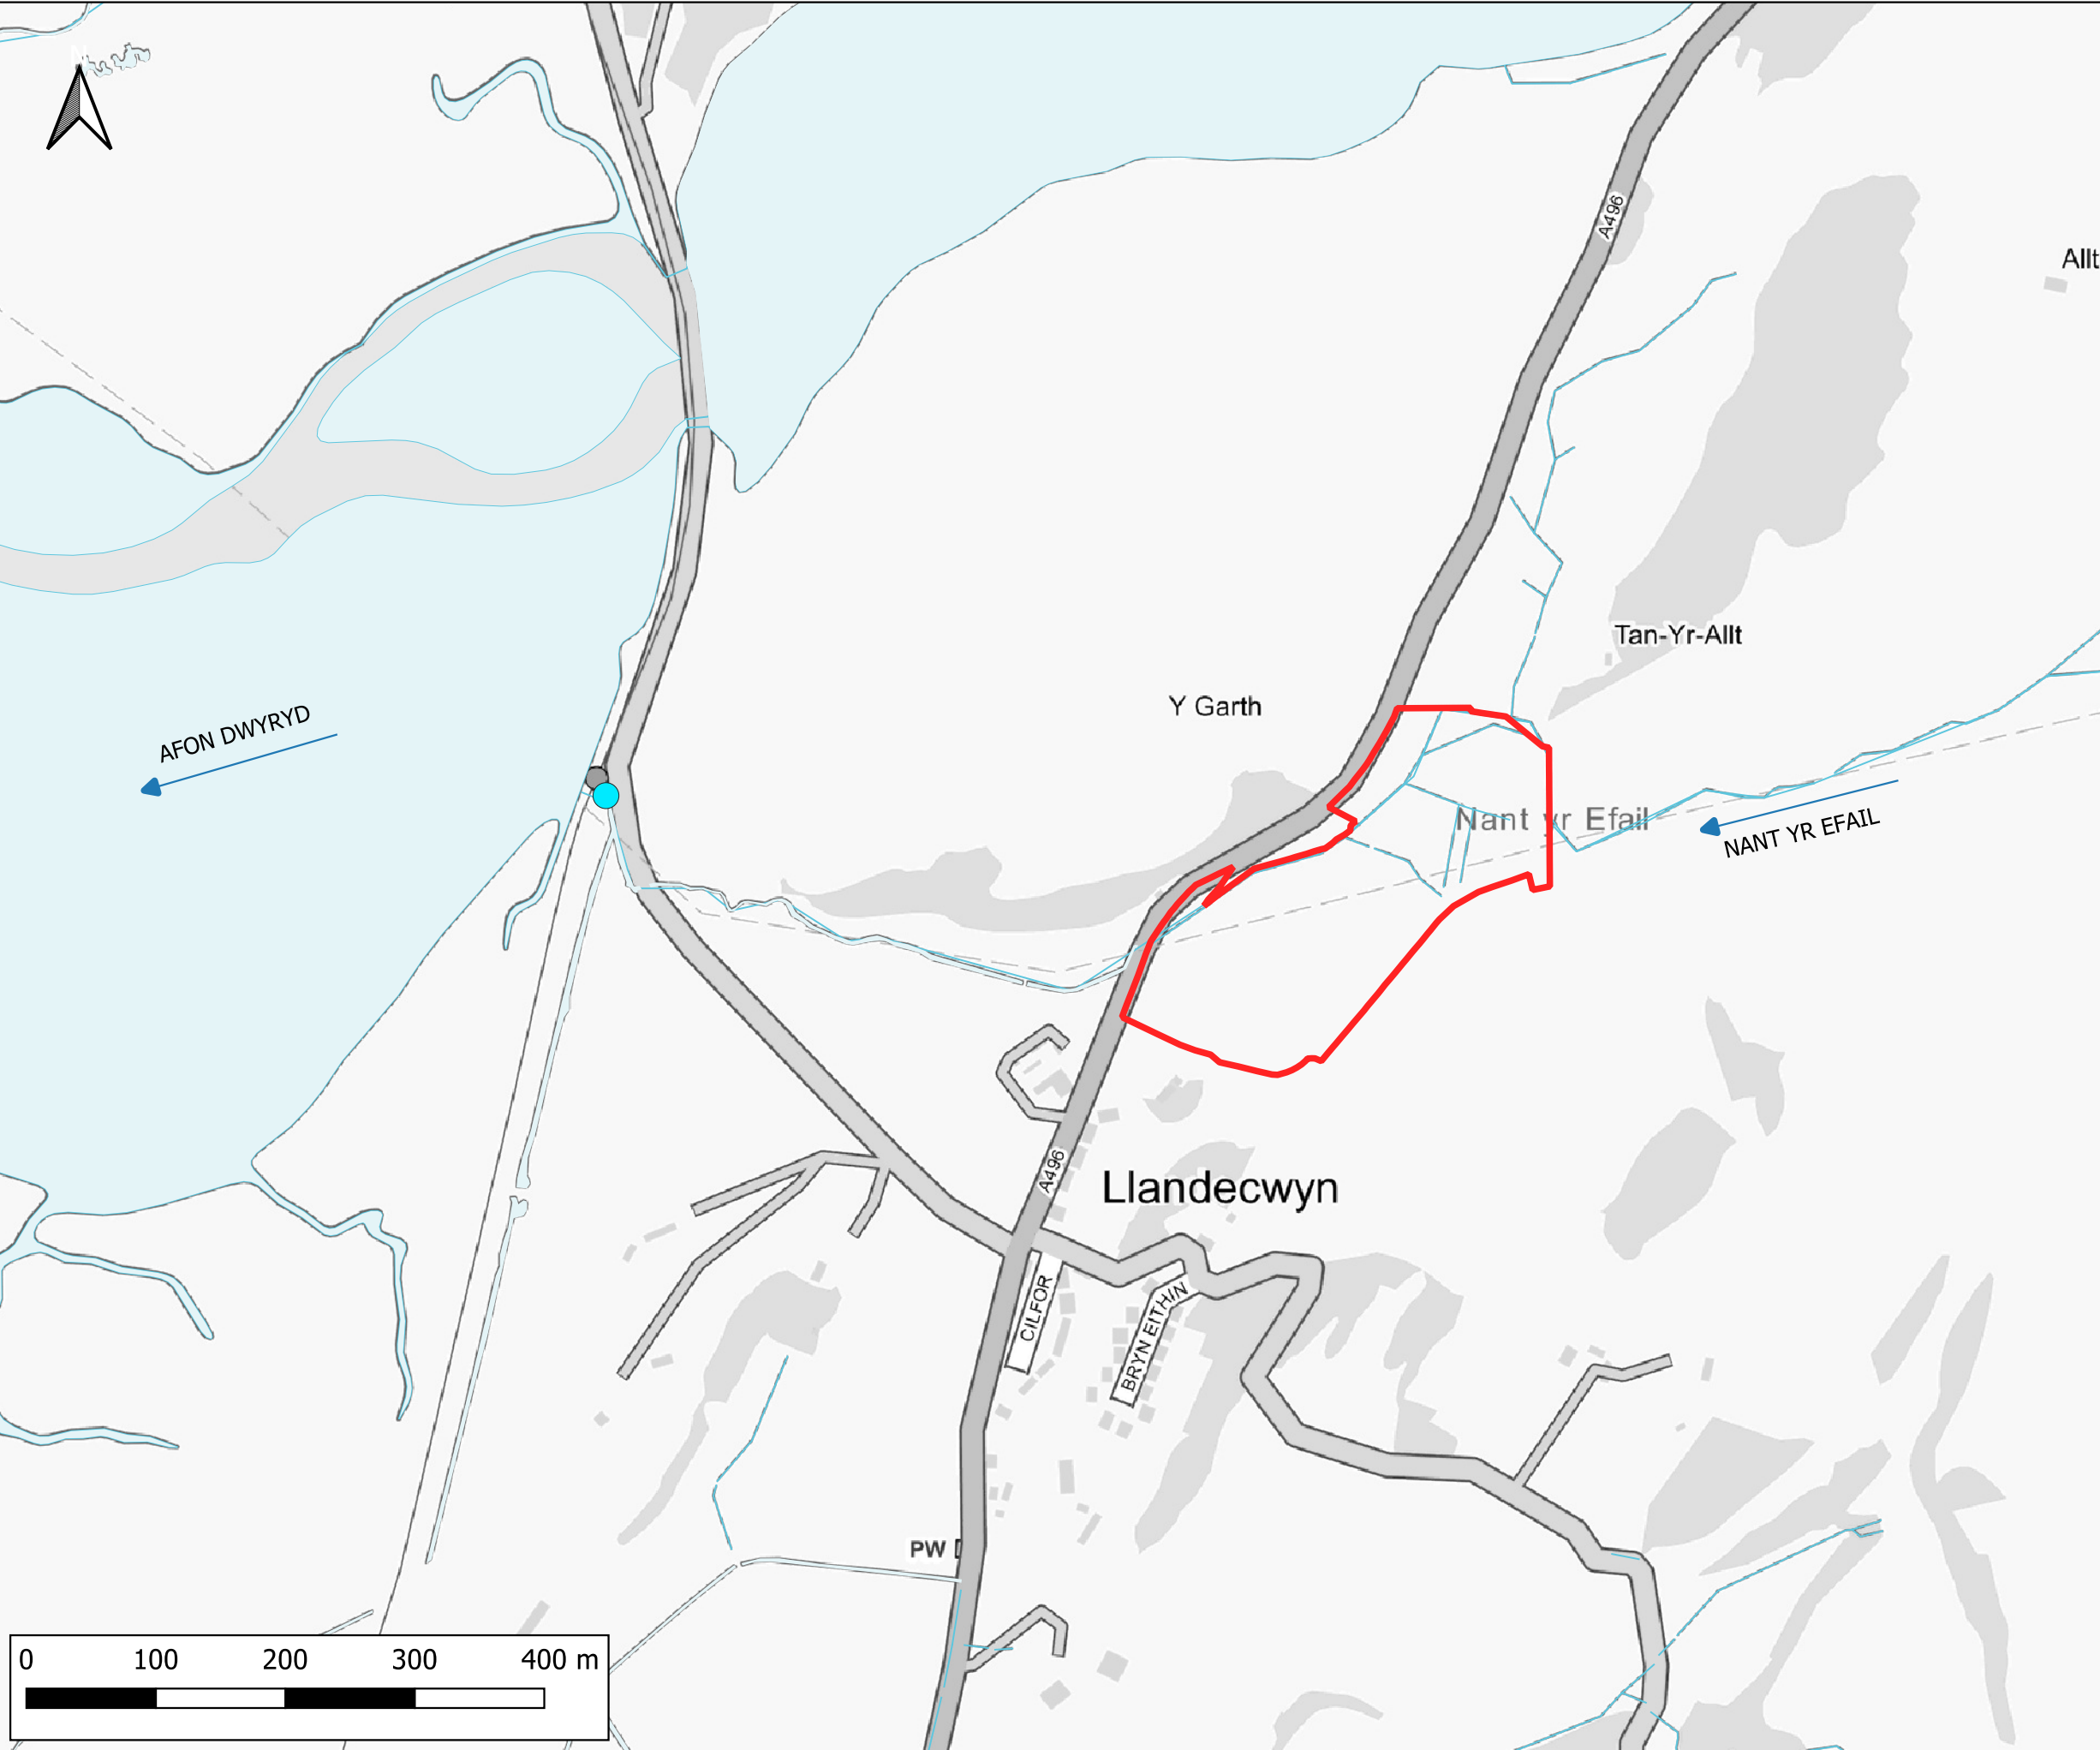 N
A496
Allt
Tan-Yr-Allt
Y Garth
AFON DWYRYD
Nant yr Efail
NANT YR EFAIL
A496
Llandecwyn
CILFOR
BRYN EITHIN
PW
0 100 200 300 400 m